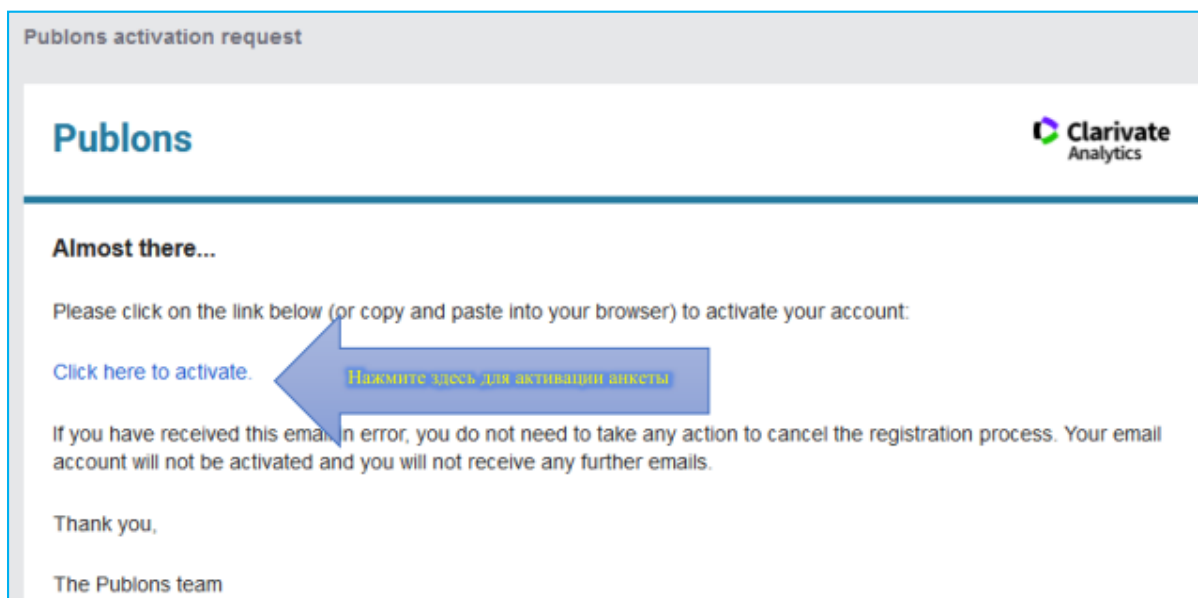 Publons activation request
Publons
Clarivate
Analytics
Almost there...
Please click on the link below (or copy and paste into your browser) to activate your account:
Click here to activate.
Нажмите здесь для активации анкеты
If you have received this email in error, you do not need to take any action to cancel the registration process. Your email
account will not be activated and you will not receive any further emails.
Thank you,
The Publons team